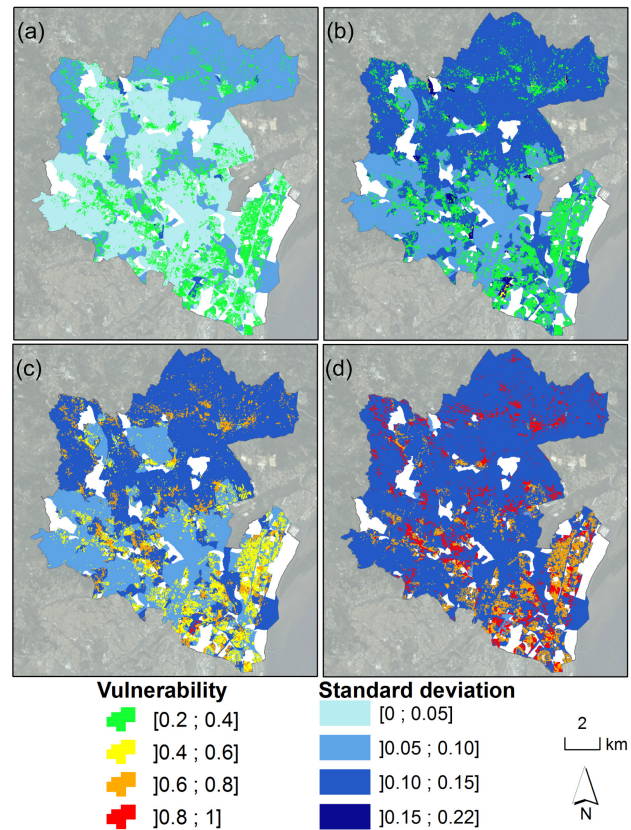 (a)
(b)
(c)
(d)
Vulnerability
[0.2 ; 0.4]
]0.4 ; 0.6]
]0.6 ; 0.8]
]0.8 ; 1]
Standard deviation
[0 ; 0.05]
]0.05 ; 0.10]
]0.10 ; 0.15]
]0.15 ; 0.22]
2
km
N